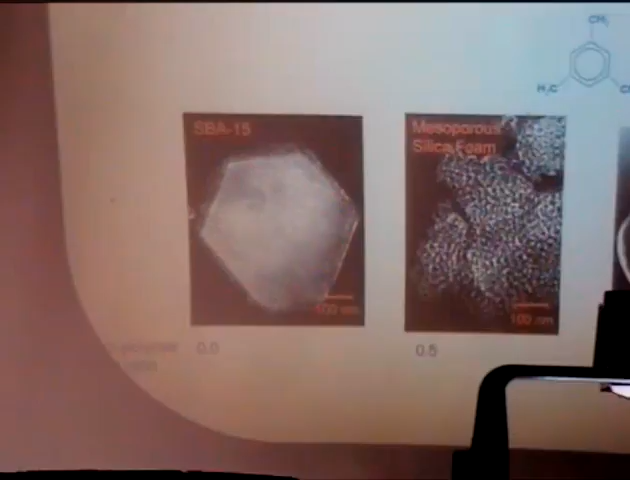 CH₃
H₃C
SBA-15
Mesoporous
Silica Foam
100 nm
100 nm
0.0
0.5